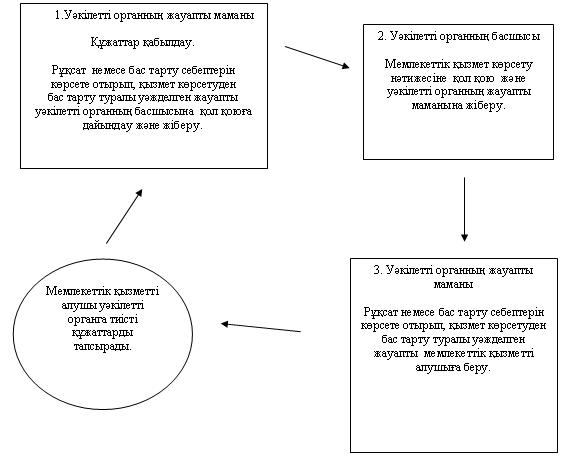 1.Уәкілетті органның жауапты маманы
Құжаттар қабылдау.
Рұқсат немесе бас тарту себептерін
көрсете отырып, қызмет көрсетуден
бас тарту туралы уәжделген жауапты
уәкілетті органның басшысына қол қоюға
дайындау және жіберу.
2. Уәкілетті органның басшысы
Мемлекеттік қызмет көрсету
нәтижесіне қол қою және
уәкілетті органның жауапты
маманына жіберу.
3. Уәкілетті органның жауапты
маманы
Рұқсат немесе бас тарту себептерін
көрсете отырып, қызмет көрсетуден
бас тарту туралы уәжделген
жауапты мемлекеттік қызметті
алушыға беру.
Мемлекеттік қызметті
алушы уәкілетті
органга тиісті
құжаттарды
тапсырады.